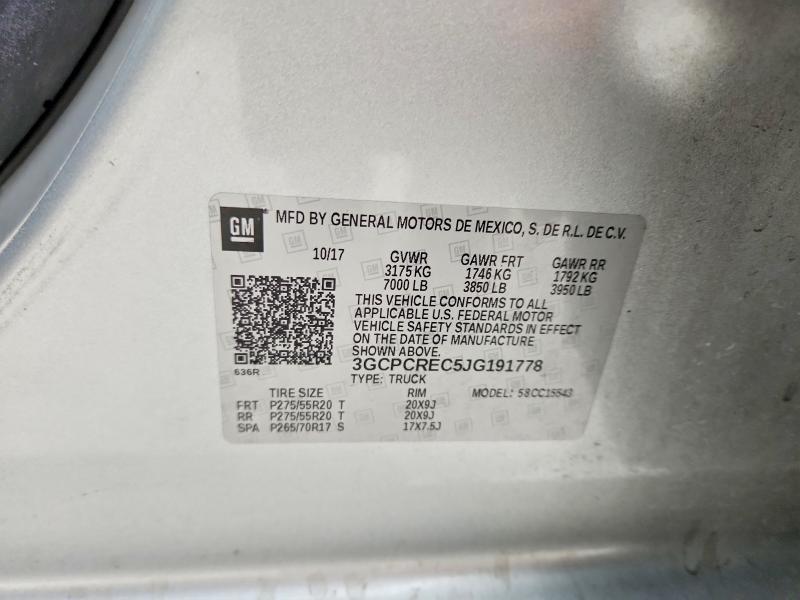 GM MFD BY GENERAL MOTORS DE MEXICO, S. DE R.L. DE C.V.
10/17 GVWR GAWR FRT GAWR RR
3175 KG 1746 KG 1792 KG
7000 LB 3850 LB 3950 LB
THIS VEHICLE CONFORMS TO ALL
APPLICABLE U.S. FEDERAL MOTOR
VEHICLE SAFETY STANDARDS IN EFFECT
ON THE DATE OF MANUFACTURE
SHOWN ABOVE.
636R
3GCPCREC5JG191778
TYPE: TRUCK
TIRE SIZE RIM MODEL: 58CC15543
FRT P275/55R20 T 20X9J
RR P275/55R20 T 20X9J
SPA P265/70R17 S 17X7.5J